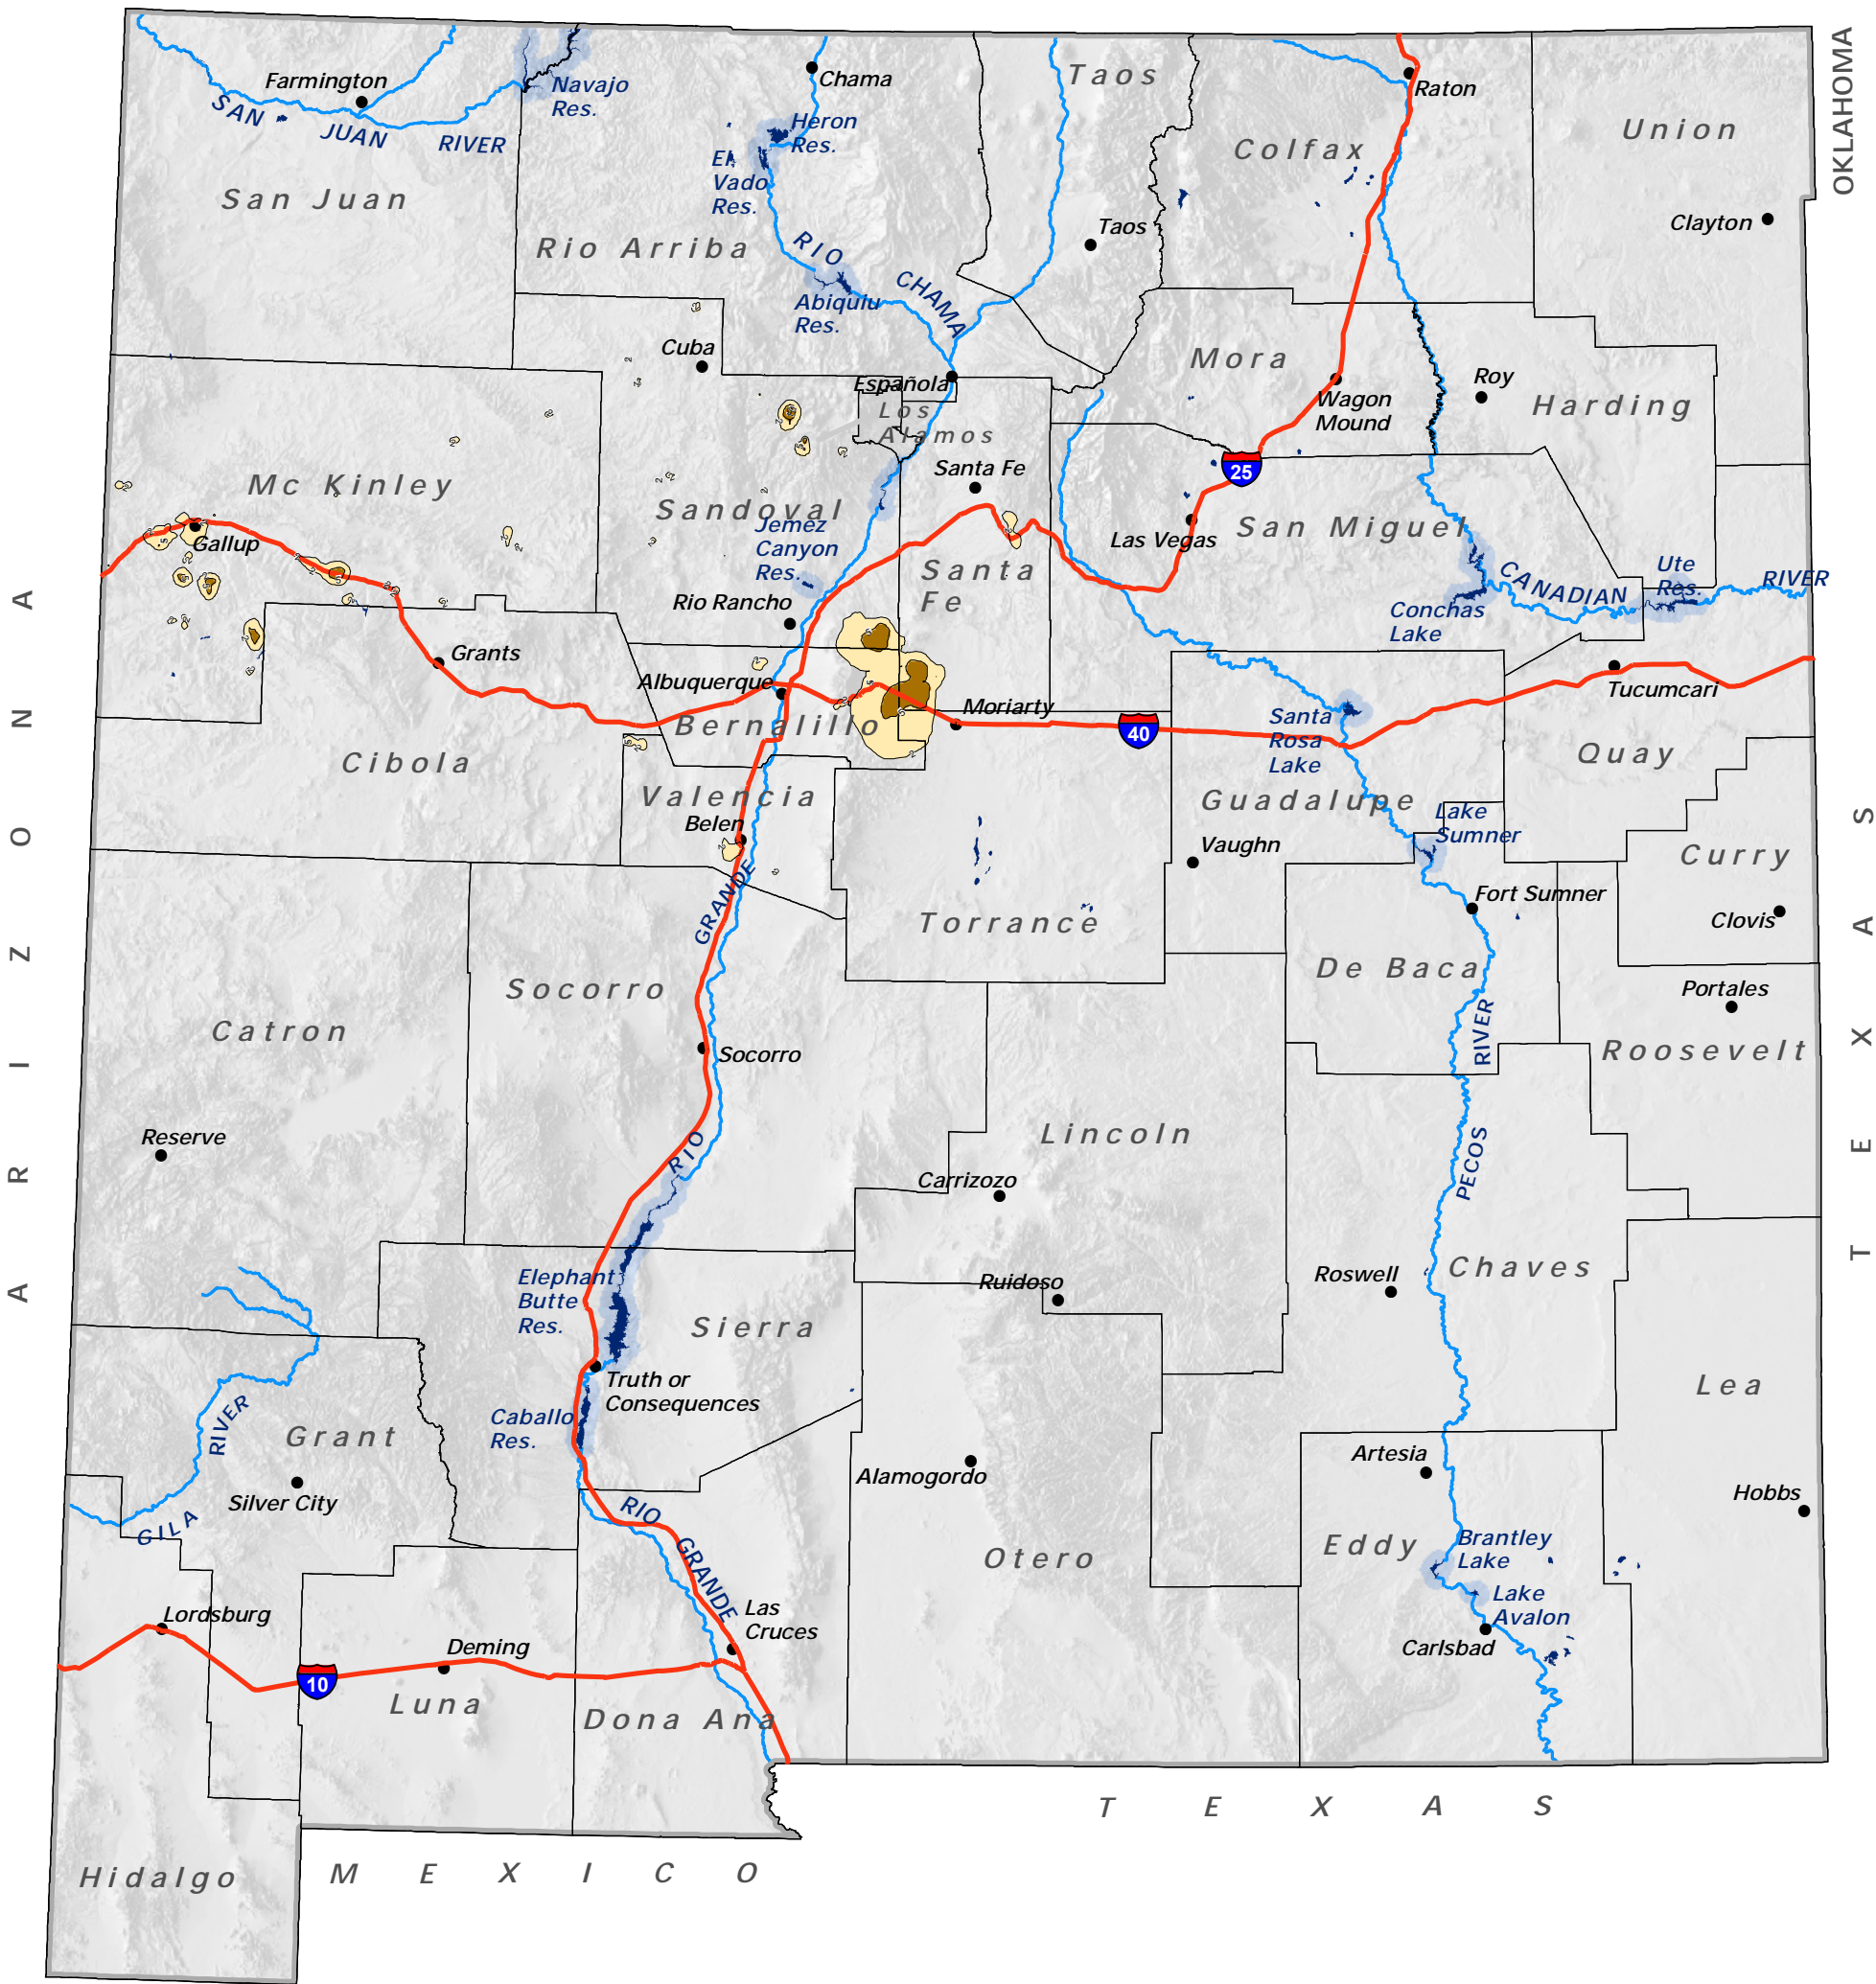 OKLAHOMA
Farmington
SAN JUAN RIVER
Navajo
Res.
Chama
Taos
Raton
Heron
Res.
El
Vado
Res.
Colfax
Union
San Juan
Rio Arriba
Taos
Clayton
RIO CHAMA
Abiquiu
Res.
Cuba
Española
Los
Alamos
Mora
Wagon
Mound
Roy
Harding
Mc Kinley
Santa Fe
25
Sandoval
Jemez
Canyon
Res.
Gallup
Las Vegas
San Miguel
Santa
Fe
Rio Rancho
Conchas
Lake
CANADIAN RIVER
Ute
Res.
Grants
Albuquerque
Moriarty
Tucumcari
Bernalillo
40
Santa
Rosa
Lake
Quay
Cibola
Valencia
Guadalupe
Belen
Lake
Sumner
Vaughn
Curry
Fort Sumner
Clovis
GRANDE
Torrance
De Baca
Socorro
Portales
Catron
Socorro
RIVER
Roosevelt
Reserve
RIO
Lincoln
PECOS
Carrizozo
Elephant
Butte
Res.
Ruidoso
Roswell
Chaves
Sierra
Truth or
Consequences
Lea
Caballo
Res.
RIVER
Grant
Artesia
Alamogordo
Silver City
Hobbs
GILA
RIO GRANDE
Otero
Eddy
Brantley
Lake
Lake
Avalon
Lordsburg
Las
Cruces
Deming
Carlsbad
10
Luna
Dona Ana
Hidalgo
MEXICO
TEXAS
ARIZONA
TEXAS